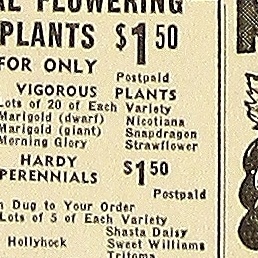 AL FLOWERING
PLANTS $1 50
FOR ONLY
Postpaid
VIGOROUS PLANTS
Lots of 20 of Each Variety
Marigold (dwarf) Nicotiana
Marigold (giant) Snapdragon
Morning Glory Strawflower
HARDY
PERENNIALS $1 50
Postpaid
Dug to Your Order
Lots of 5 of Each Variety
Shasta Daisy
Hollyhock Sweet Williams
Tritoma